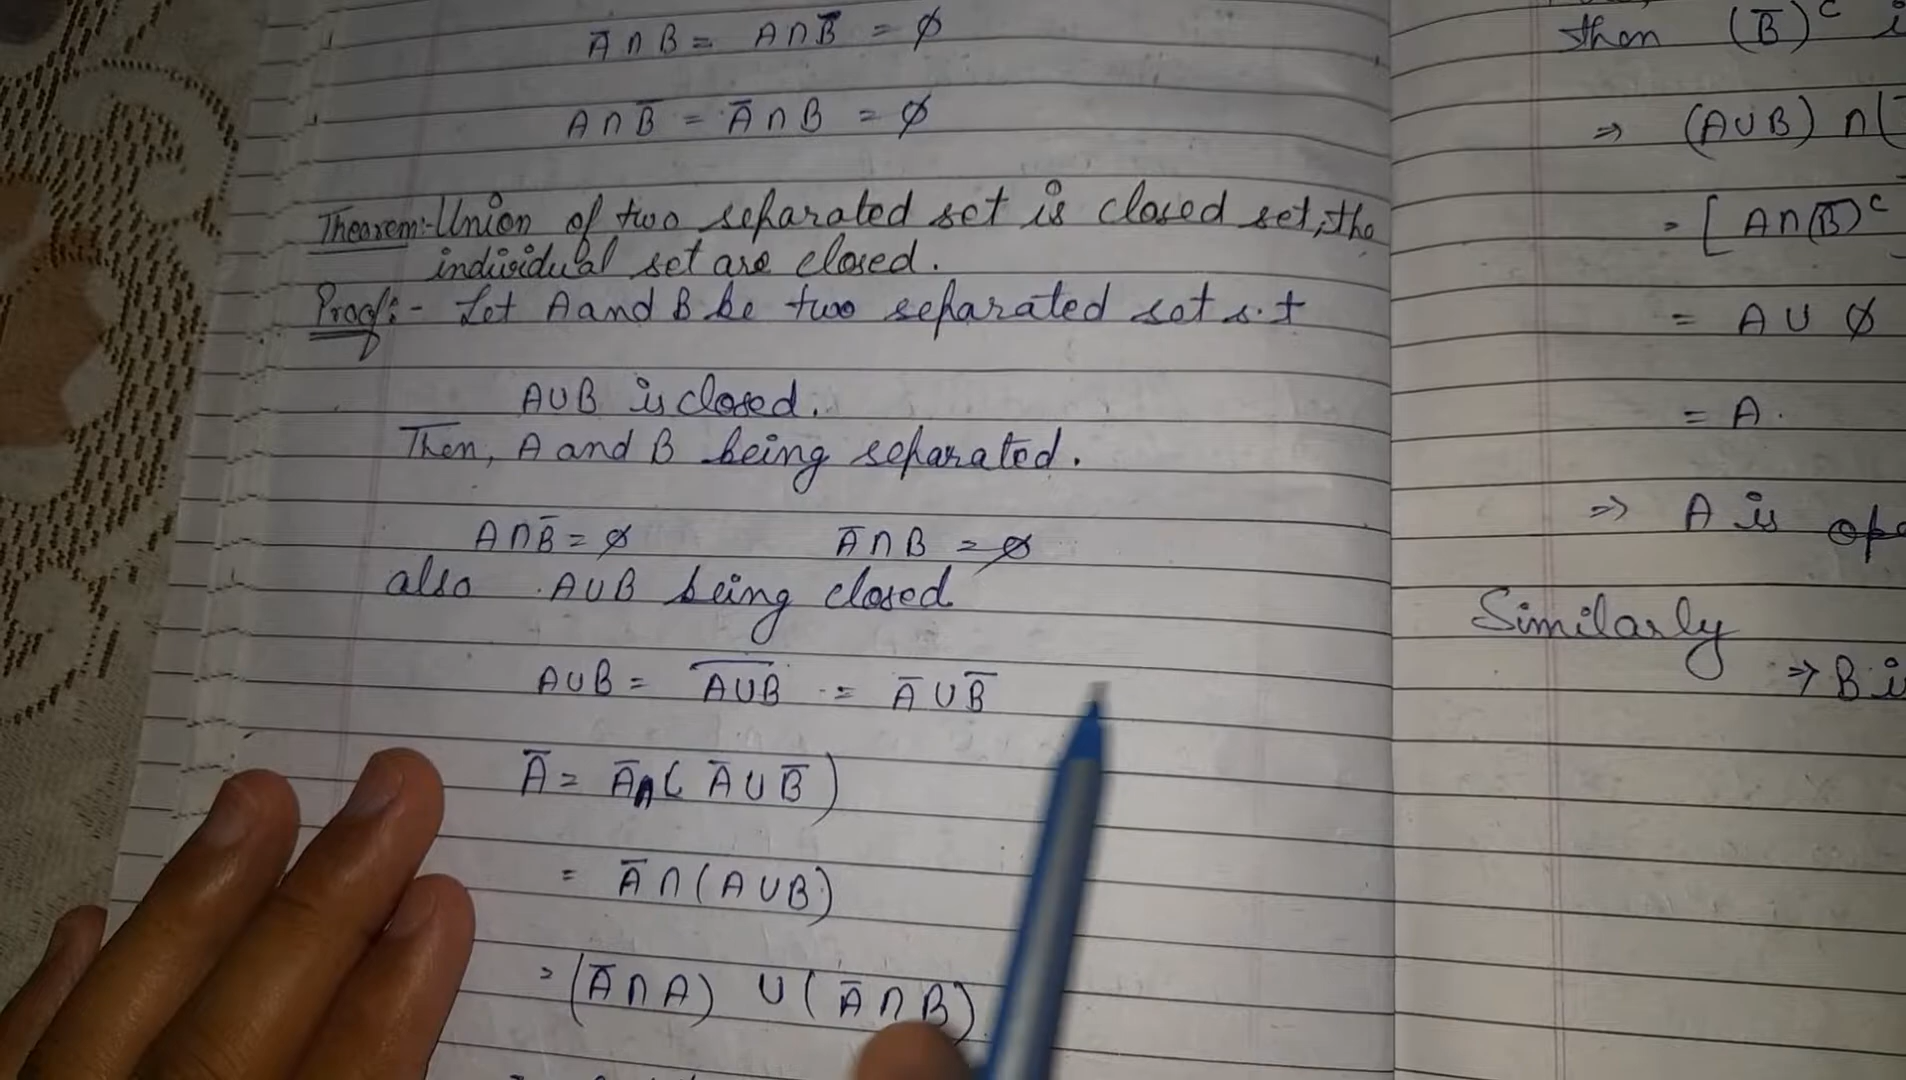 A̅ ∩ B = A ∩ B̅ = ∅
A ∩ B̅ = A̅ ∩ B = ∅
Theorem:- Union of two separated set is closed set, the
individual set are closed.
Proof:- Let A and B be two separated set s.t
A∪B is closed.
Then, A and B being separated.
A∩B̅ = ∅ A̅∩B = ∅
also A∪B being closed
A∪B = \overline{A∪B} = A̅ ∪ B̅
A̅ = A̅ ∩ ( A̅ ∪ B̅ )
= A̅ ∩ (A∪B)
= (A̅ ∩ A) ∪ ( A̅ ∩ B)
then (B̅)ᶜ
⇒ (A∪B) ∩ (
= [ A∩(B̅)ᶜ
= A ∪ ∅
= A.
⇒ A is
Similarly
⇒ B